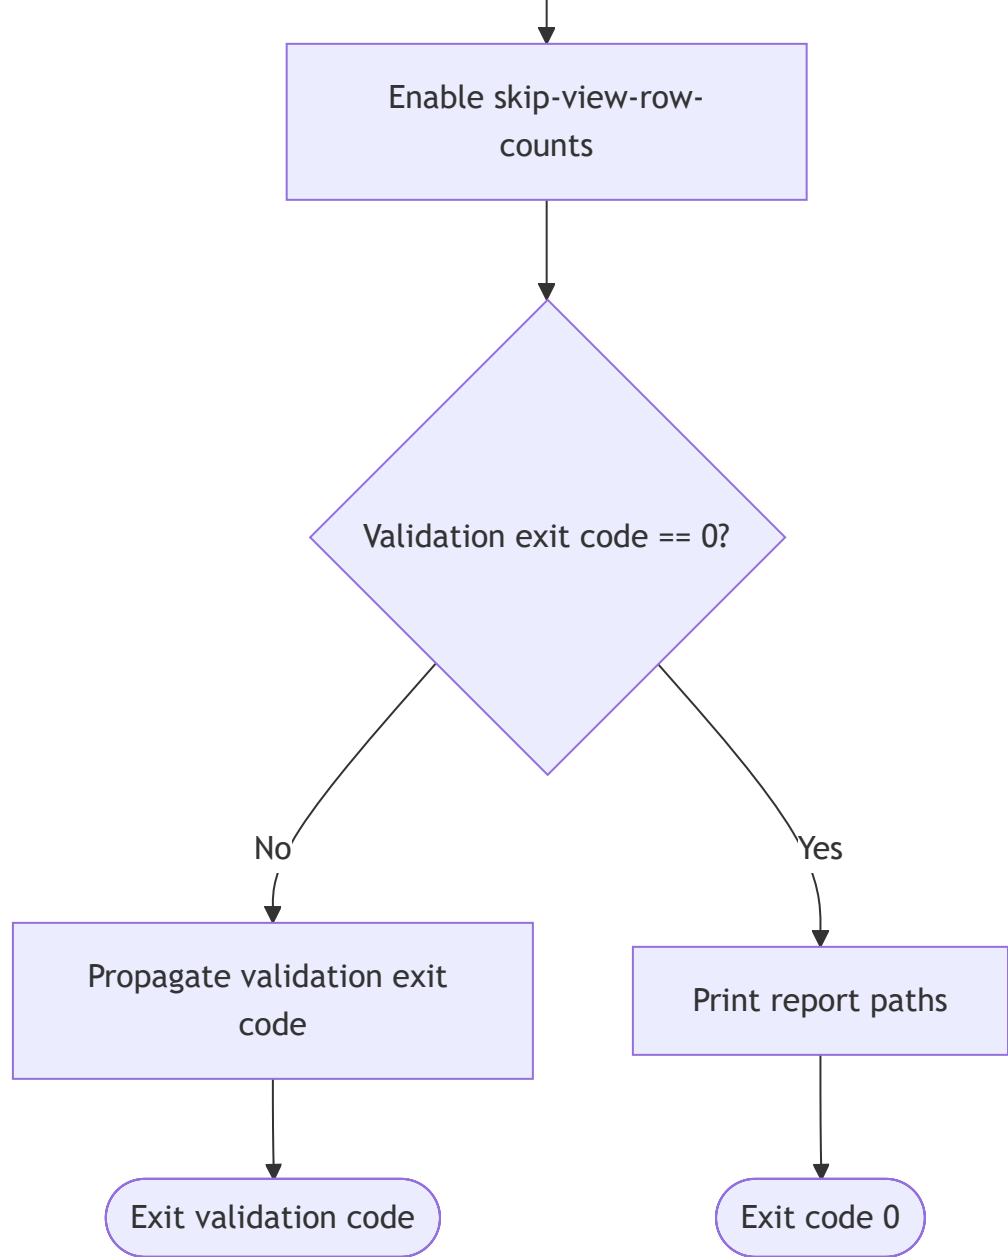 Enable skip-view-row-
counts
Validation exit code == 0?
No
Yes
Propagate validation exit
code
Print report paths
Exit validation code
Exit code 0